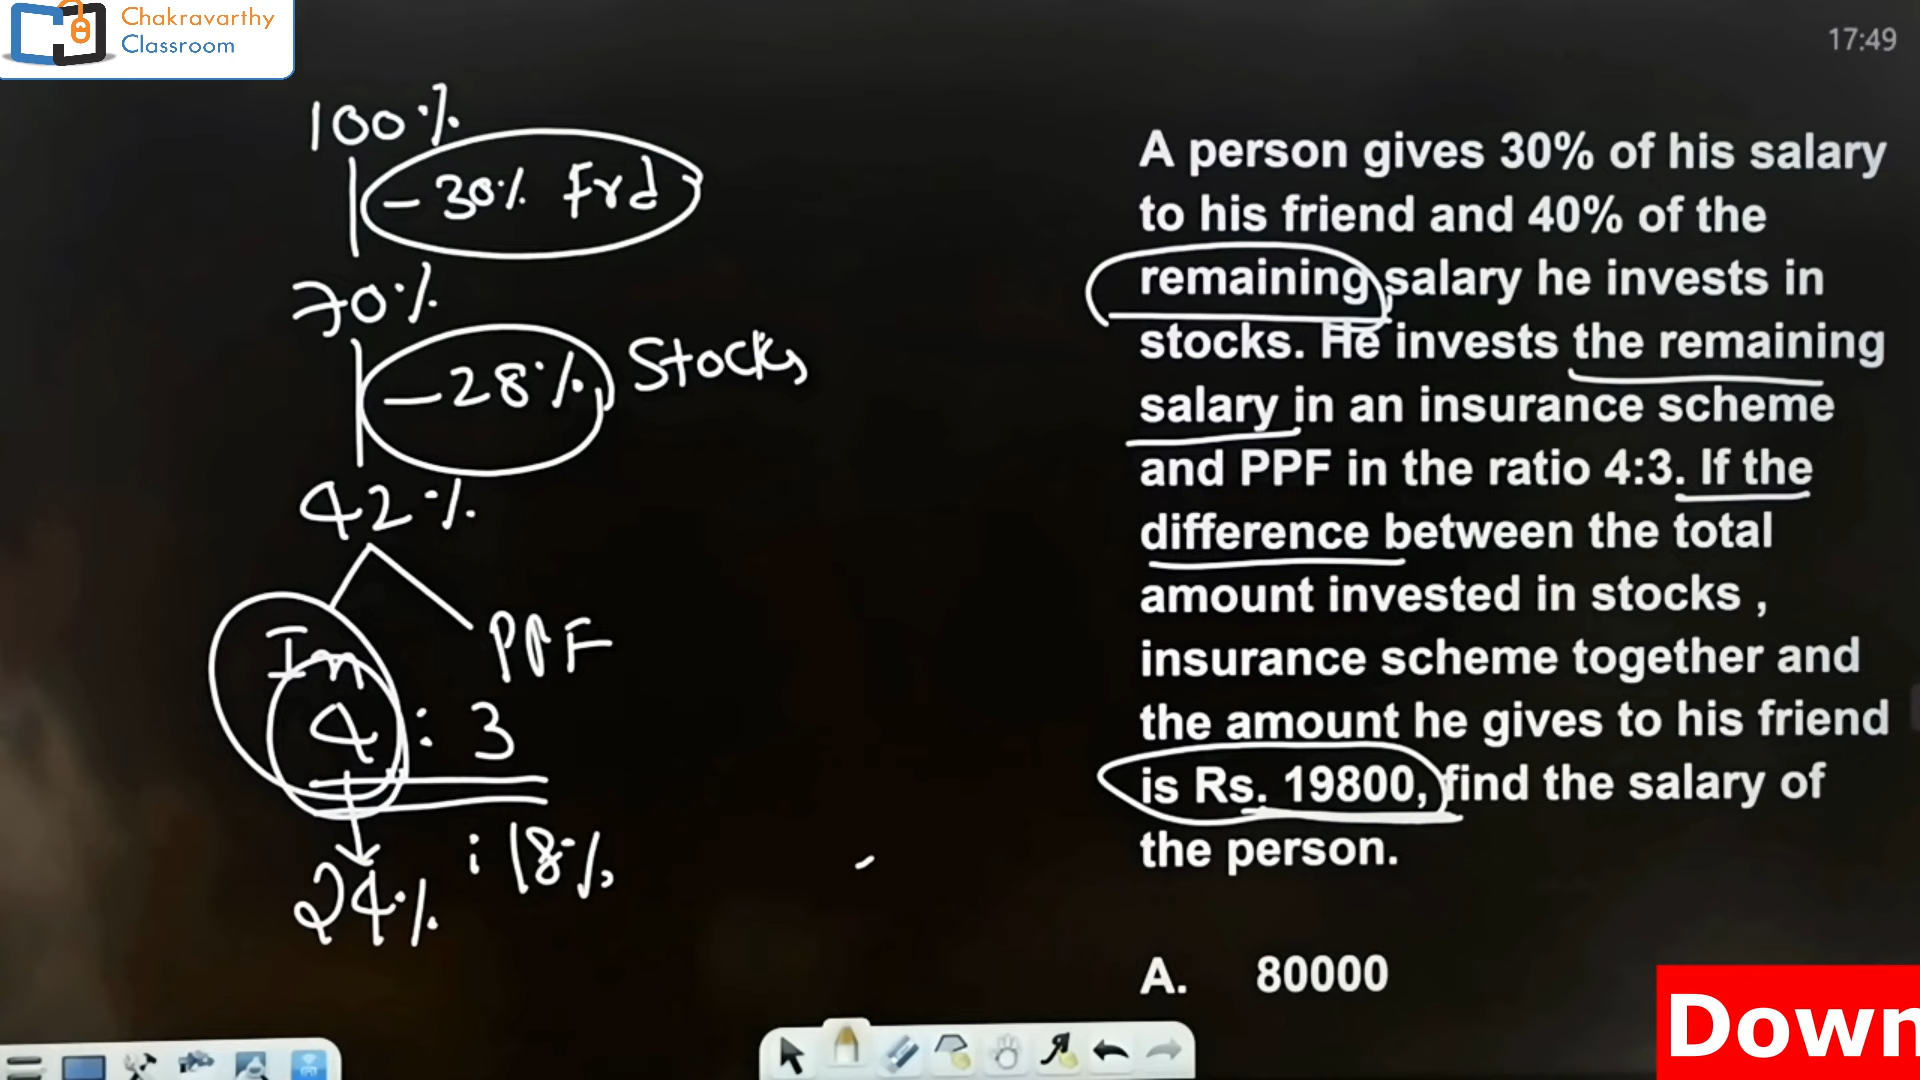 Chakravarthy
Classroom
17:49
100%
-30% Frd
70%
-28% Stocks
42%
In PPF
4 : 3
24% : 18%
A person gives 30% of his salary
to his friend and 40% of the
remaining salary he invests in
stocks. He invests the remaining
salary in an insurance scheme
and PPF in the ratio 4:3. If the
difference between the total
amount invested in stocks ,
insurance scheme together and
the amount he gives to his friend
is Rs. 19800, find the salary of
the person.
A. 80000
Down